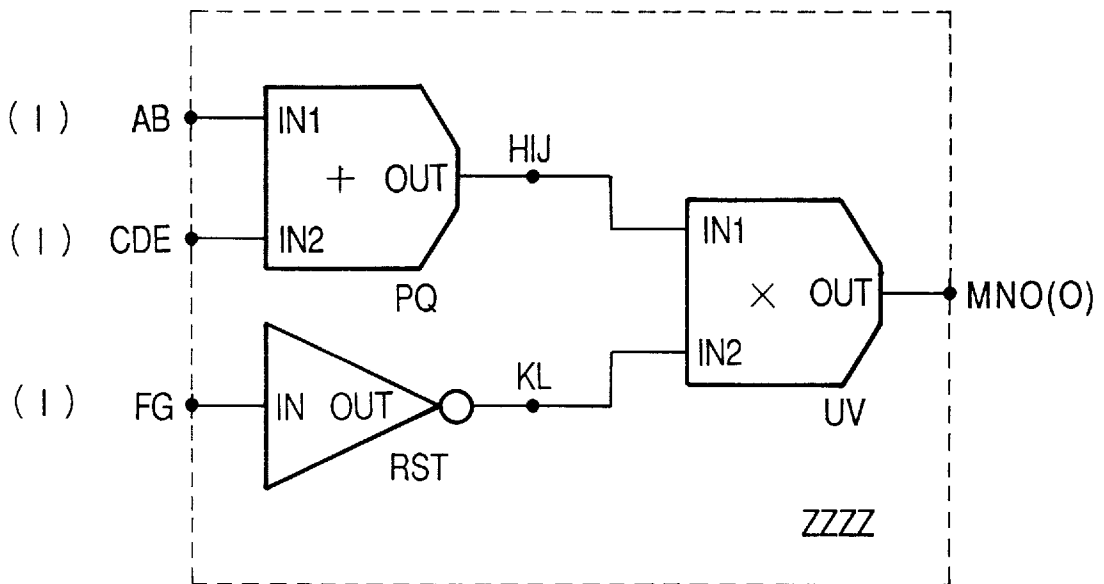 ( I ) AB
IN1
HIJ
+ OUT
IN1
( I ) CDE
IN2
PQ
× OUT
MNO(O)
IN2
KL
( I ) FG
IN OUT
UV
RST
ZZZZ